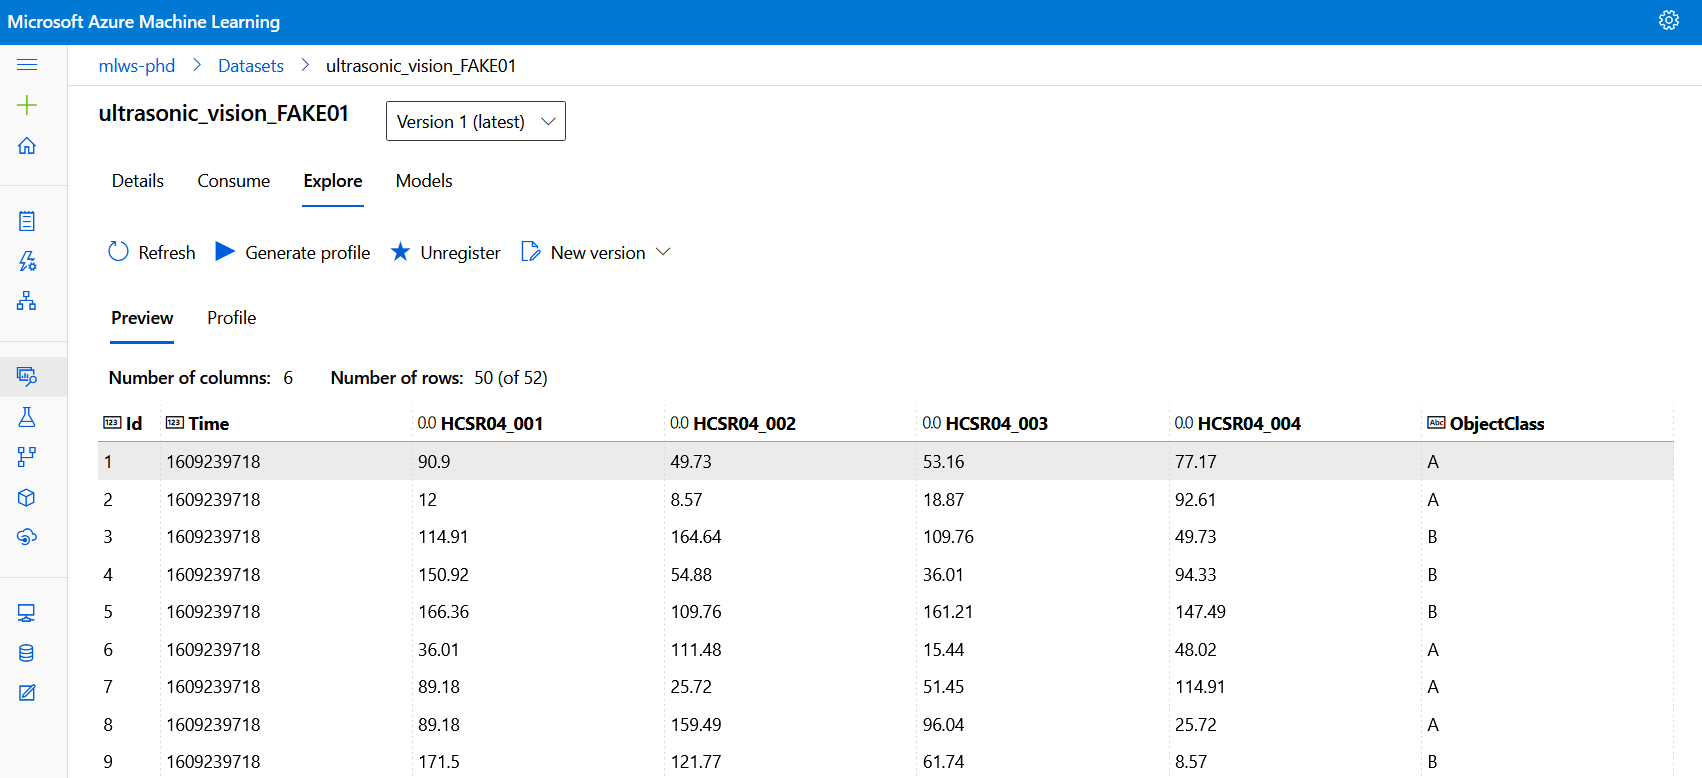 Microsoft Azure Machine Learning
mlws-phd > Datasets > ultrasonic_vision_FAKE01
ultrasonic_vision_FAKE01 Version 1 (latest)
Details Consume Explore Models
Refresh Generate profile Unregister New version
Preview Profile
Number of columns: 6 Number of rows: 50 (of 52)
123 Id 123 Time 0.0 HCSR04_001 0.0 HCSR04_002 0.0 HCSR04_003 0.0 HCSR04_004 Abc ObjectClass
1 1609239718 90.9 49.73 53.16 77.17 A
2 1609239718 12 8.57 18.87 92.61 A
3 1609239718 114.91 164.64 109.76 49.73 B
4 1609239718 150.92 54.88 36.01 94.33 B
5 1609239718 166.36 109.76 161.21 147.49 B
6 1609239718 36.01 111.48 15.44 48.02 A
7 1609239718 89.18 25.72 51.45 114.91 A
8 1609239718 89.18 159.49 96.04 25.72 A
9 1609239718 171.5 121.77 61.74 8.57 B